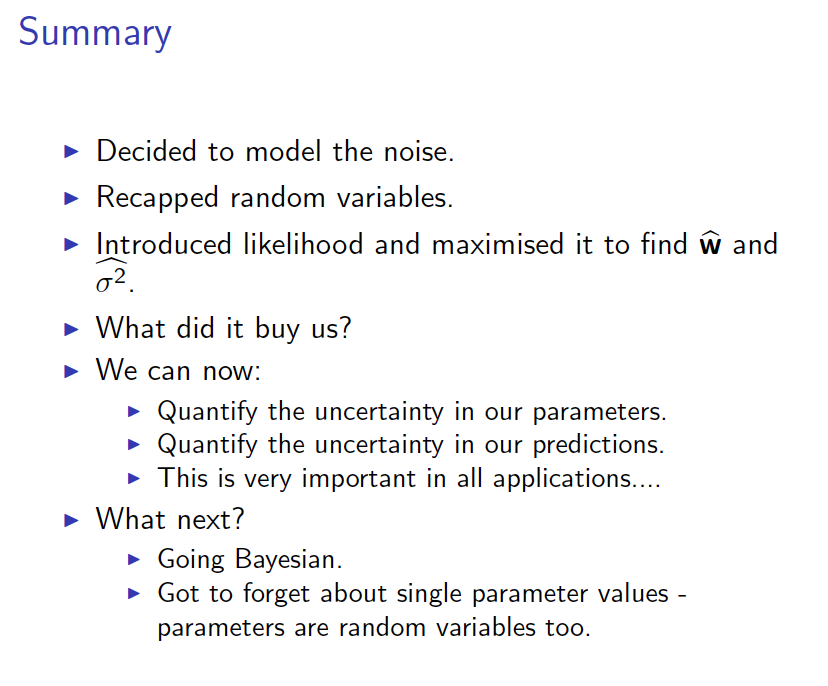 Summary
▶ Decided to model the noise.
▶ Recapped random variables.
▶ Introduced likelihood and maximised it to find $\widehat{\mathbf{w}}$ and
$\widehat{\sigma^2}$.
▶ What did it buy us?
▶ We can now:
▶ Quantify the uncertainty in our parameters.
▶ Quantify the uncertainty in our predictions.
▶ This is very important in all applications....
▶ What next?
▶ Going Bayesian.
▶ Got to forget about single parameter values -
parameters are random variables too.